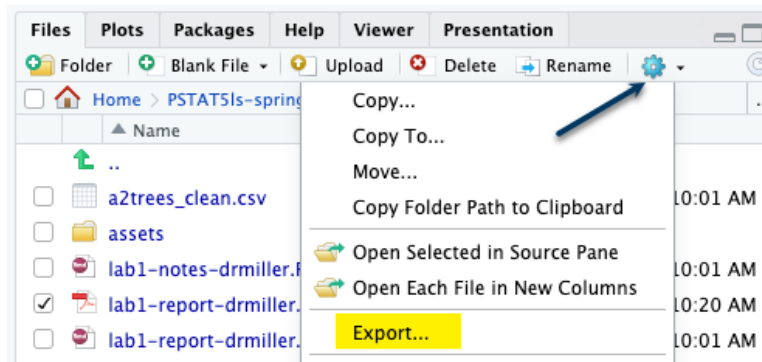 Files Plots Packages Help Viewer Presentation
Folder Blank File Upload Delete Rename
Home > PSTAT5ls-spring
Name
..
a2trees_clean.csv 10:01 AM
assets
lab1-notes-drmiller. 10:01 AM
lab1-report-drmiller. 10:20 AM
lab1-report-drmiller. 10:01 AM
Copy...
Copy To...
Move...
Copy Folder Path to Clipboard
Open Selected in Source Pane
Open Each File in New Columns
Export...